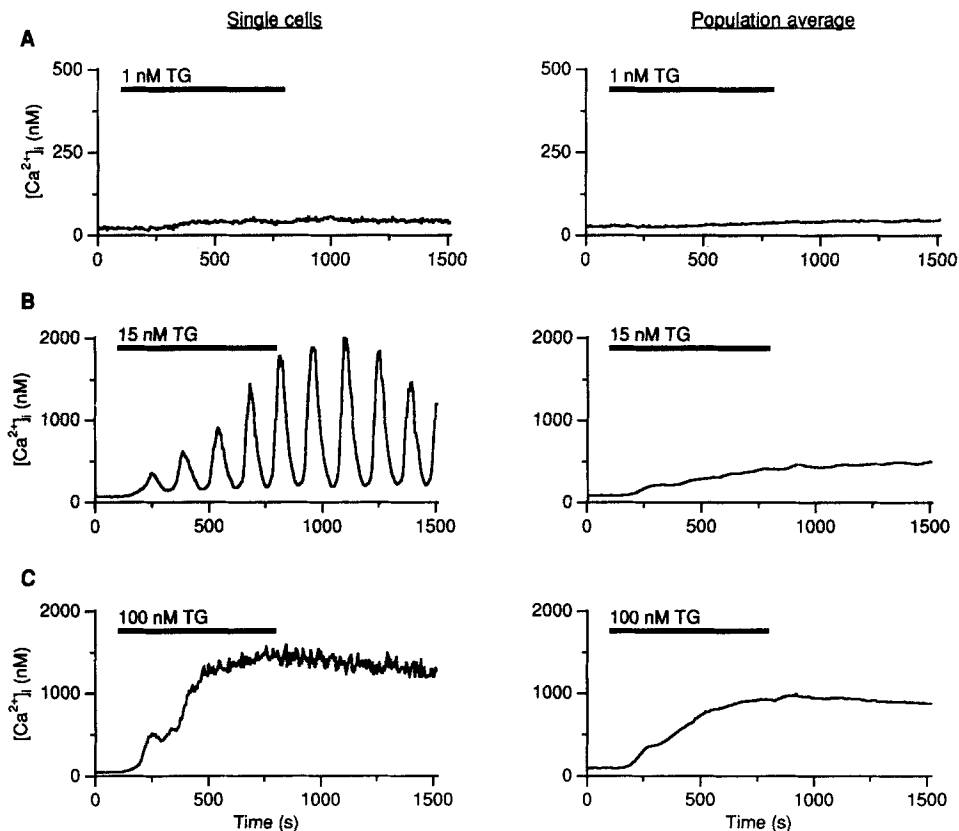 Single cells
Population average
A
500
250
0
[Ca²⁺]ᵢ (nM)
1 nM TG
0 500 1000 1500
500
250
0
1 nM TG
0 500 1000 1500
B
2000
1000
0
[Ca²⁺]ᵢ (nM)
15 nM TG
0 500 1000 1500
2000
1000
0
15 nM TG
0 500 1000 1500
C
2000
1000
0
[Ca²⁺]ᵢ (nM)
100 nM TG
0 500 1000 1500
Time (s)
2000
1000
0
100 nM TG
0 500 1000 1500
Time (s)